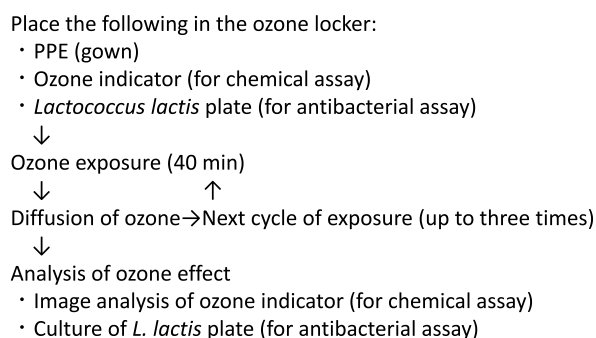 Place the following in the ozone locker:
・PPE (gown)
・Ozone indicator (for chemical assay)
・Lactococcus lactis plate (for antibacterial assay)
↓
Ozone exposure (40 min)
↓ ↑
Diffusion of ozone→Next cycle of exposure (up to three times)
↓
Analysis of ozone effect
・Image analysis of ozone indicator (for chemical assay)
・Culture of L. lactis plate (for antibacterial assay)